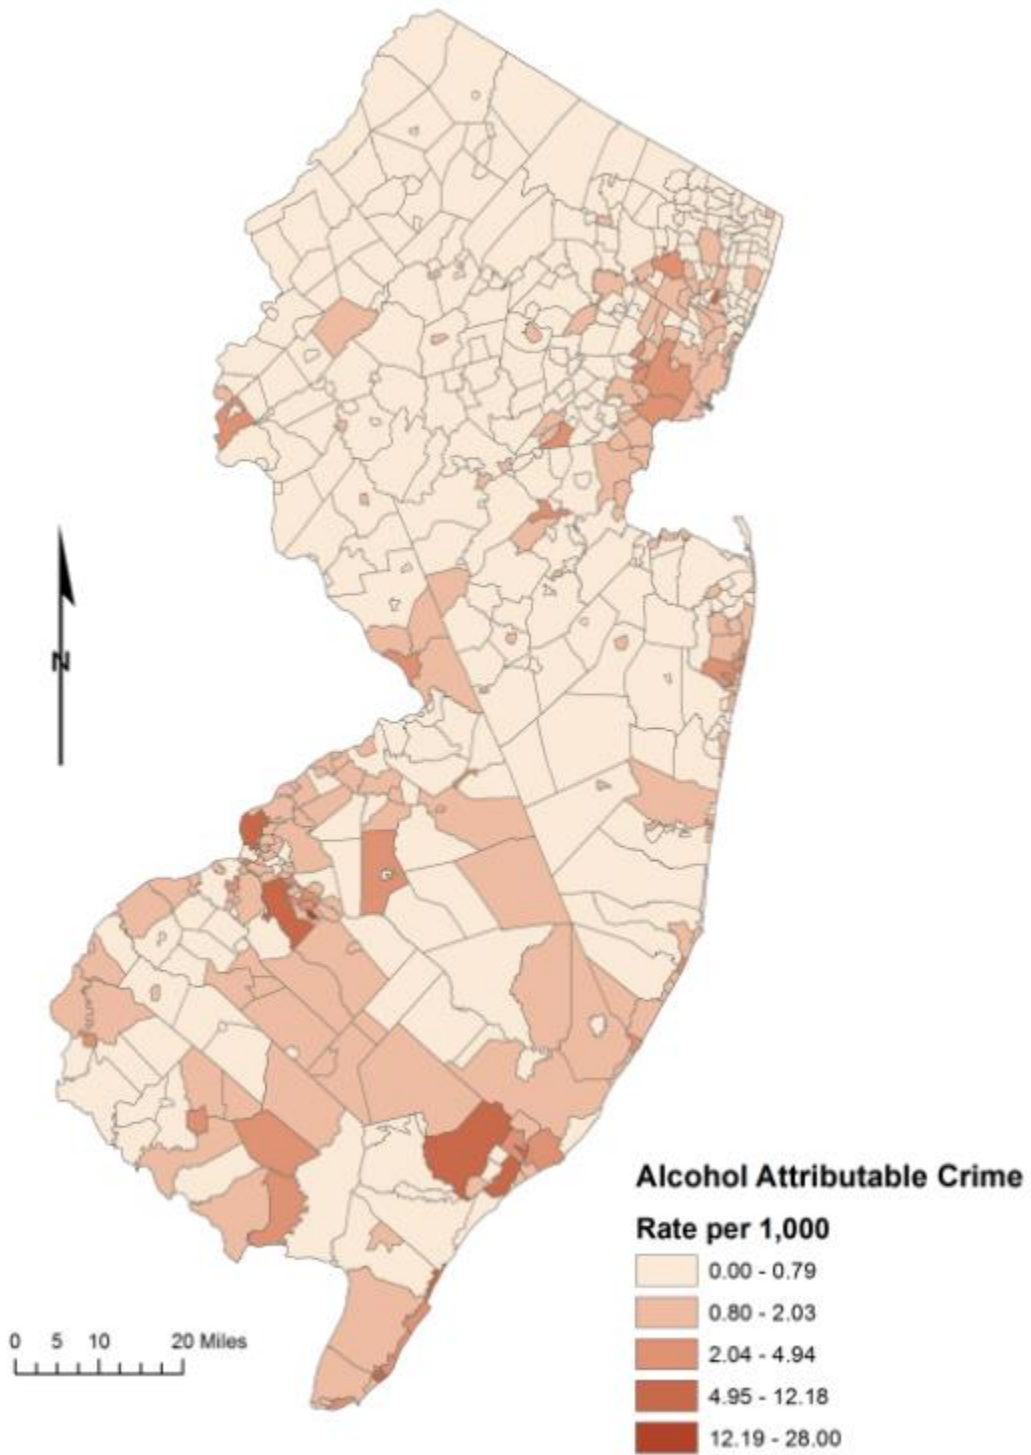 N
0 5 10 20 Miles
Alcohol Attributable Crime
Rate per 1,000
0.00 - 0.79
0.80 - 2.03
2.04 - 4.94
4.95 - 12.18
12.19 - 28.00